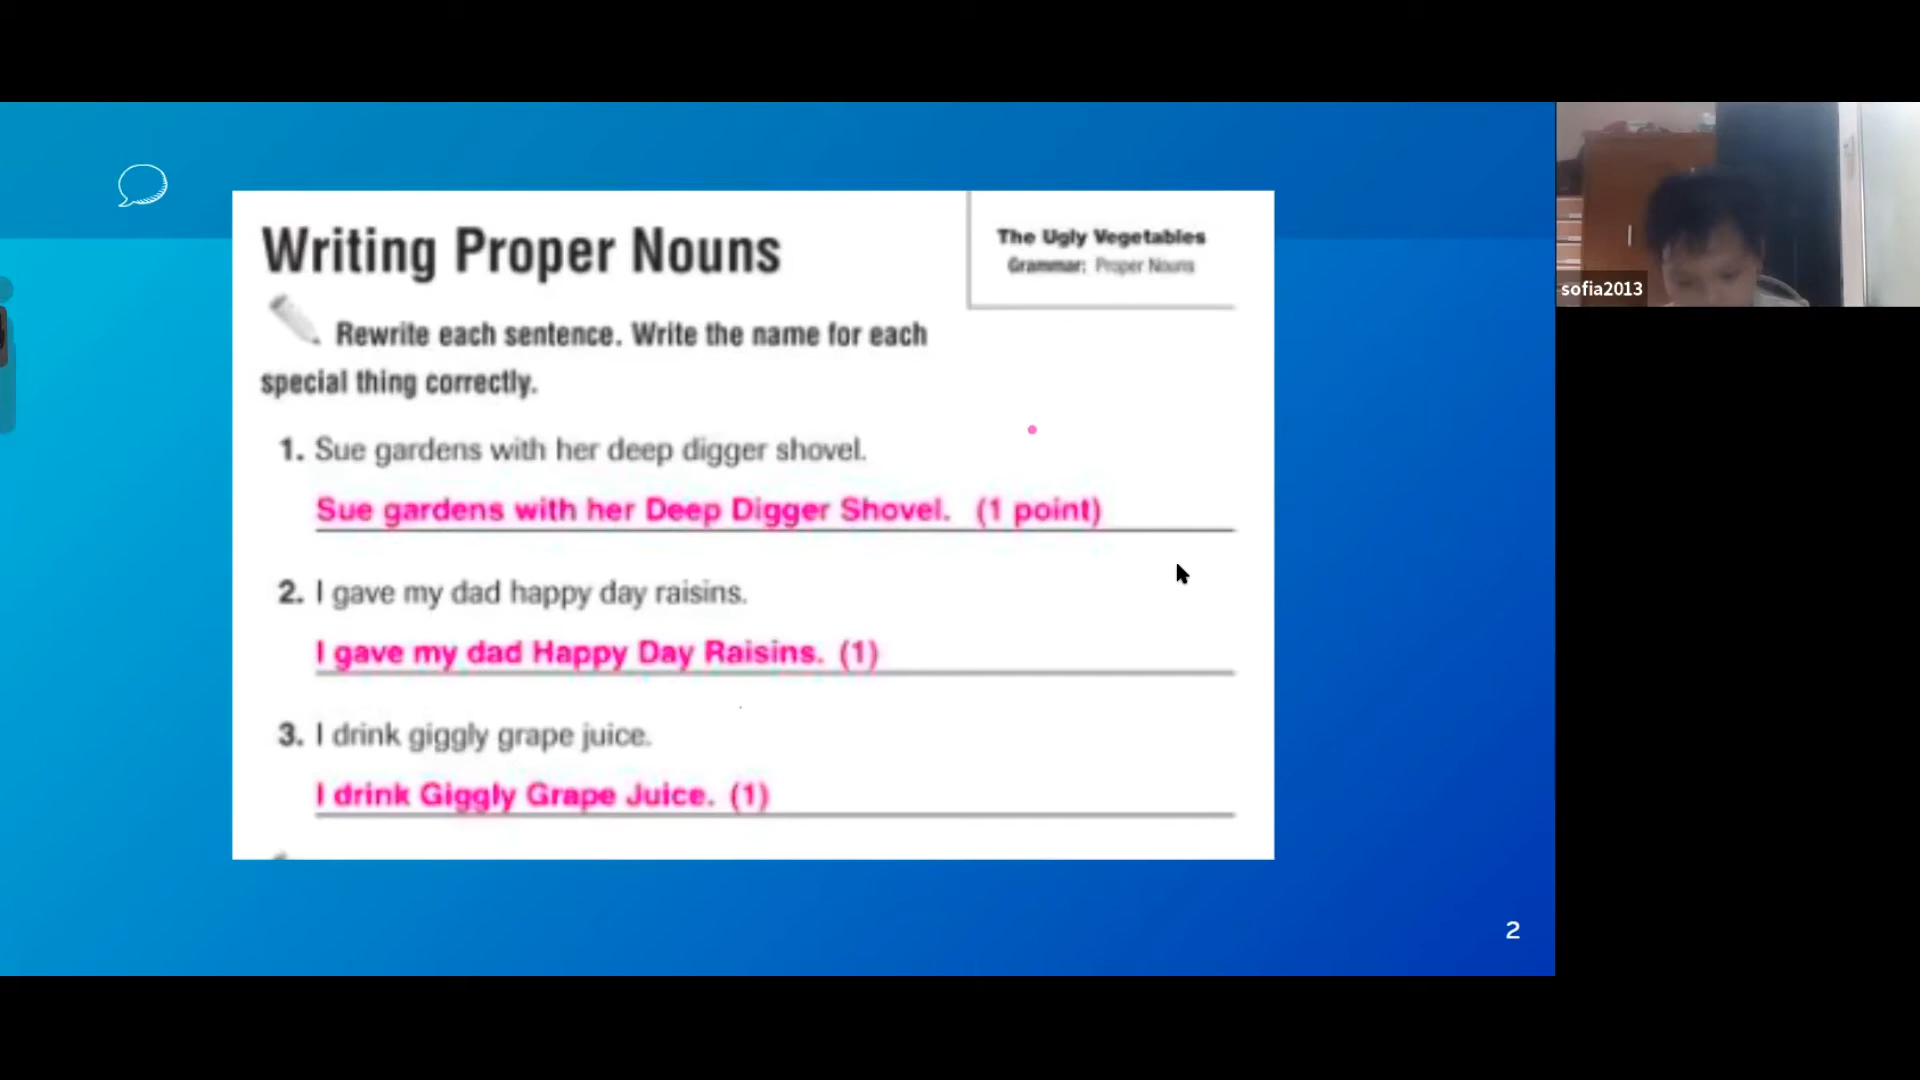 Writing Proper Nouns
The Ugly Vegetables
Grammar: Proper Nouns
Rewrite each sentence. Write the name for each
special thing correctly.
1. Sue gardens with her deep digger shovel.
Sue gardens with her Deep Digger Shovel. (1 point)
2. I gave my dad happy day raisins.
I gave my dad Happy Day Raisins. (1)
3. I drink giggly grape juice.
I drink Giggly Grape Juice. (1)
2
sofia2013